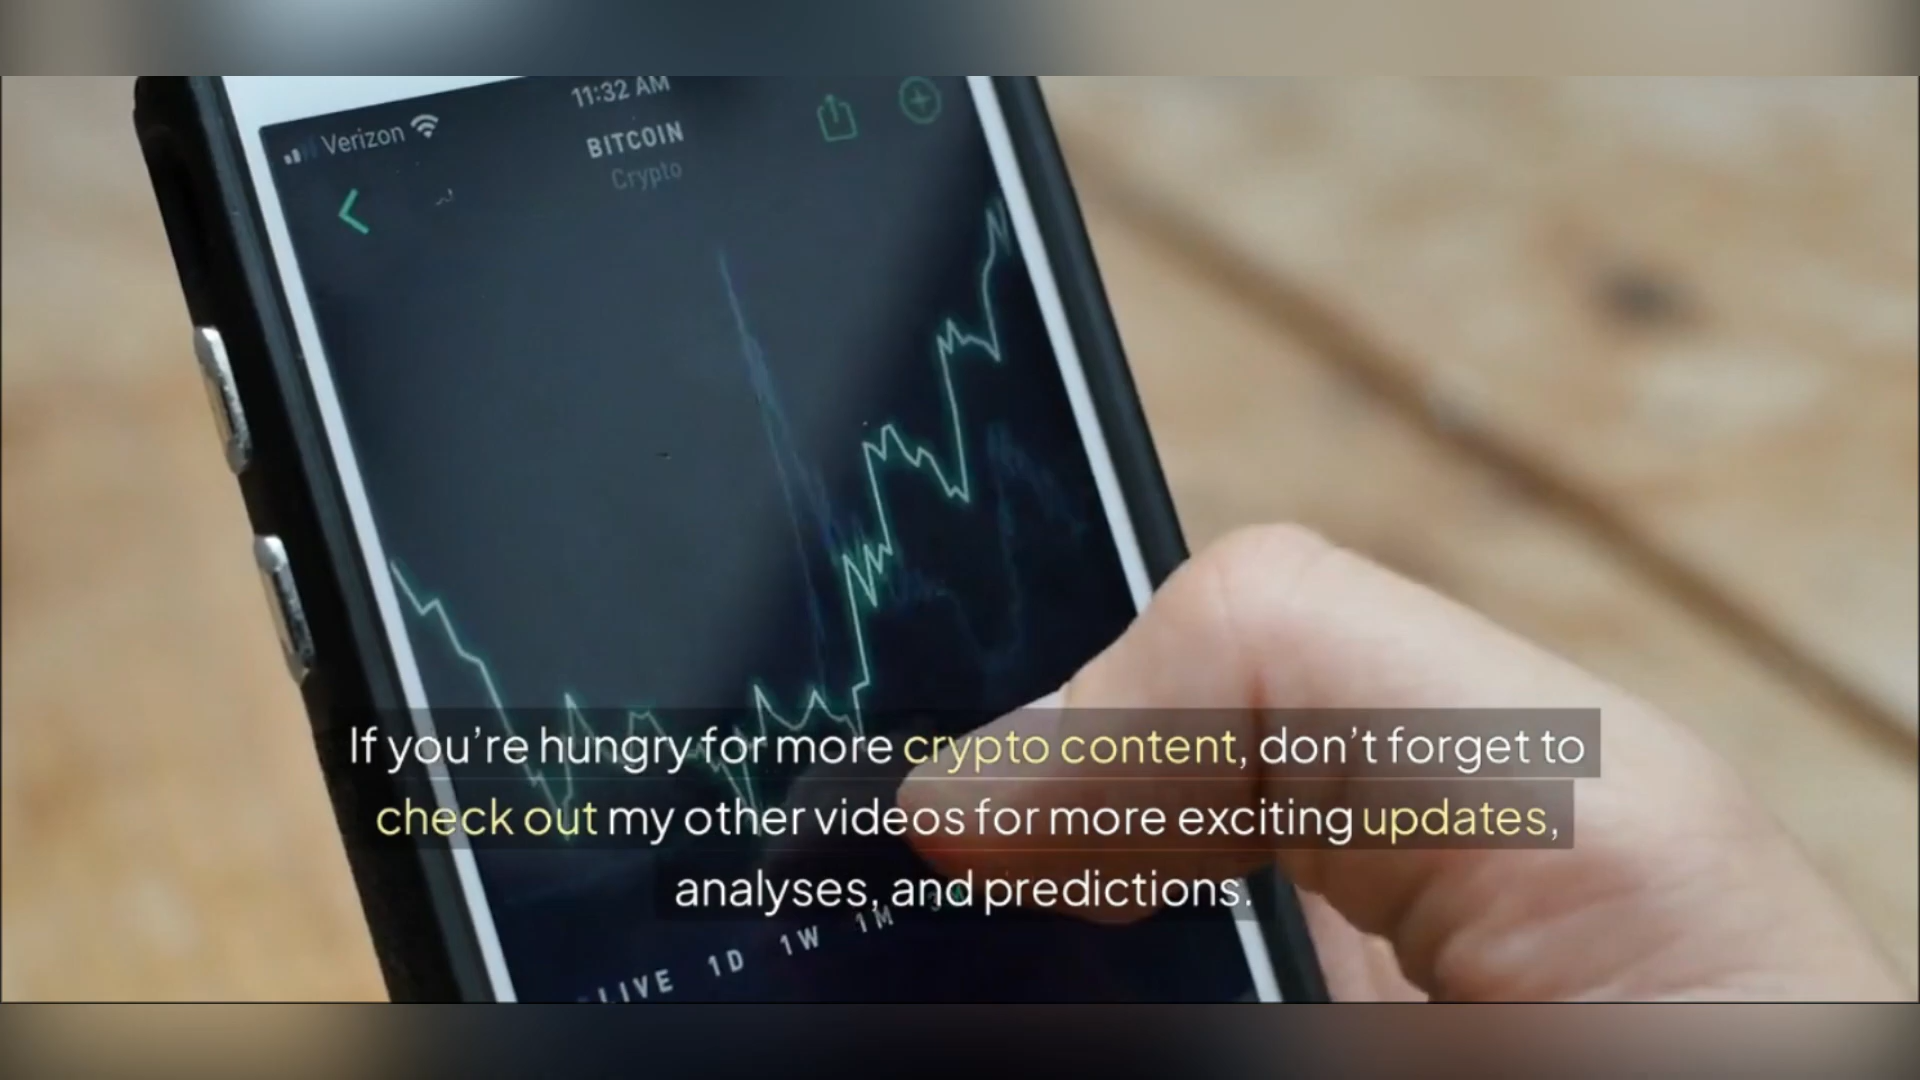 11:32 AM
Verizon
BITCOIN
Crypto
If you're hungry for more crypto content, don't forget to
check out my other videos for more exciting updates,
analyses, and predictions.
LIVE 1D 1W 1M 3M